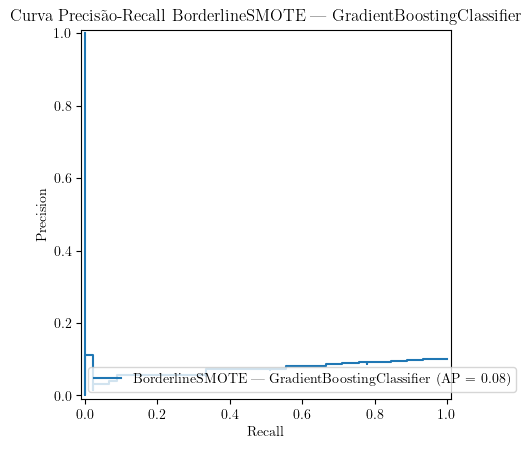 Curva Precisão-Recall BorderlineSMOTE — GradientBoostingClassifier
1.0
0.8
0.6
0.4
0.2
0.0
Precision
BorderlineSMOTE — GradientBoostingClassifier (AP = 0.08)
0.0 0.2 0.4 0.6 0.8 1.0
Recall